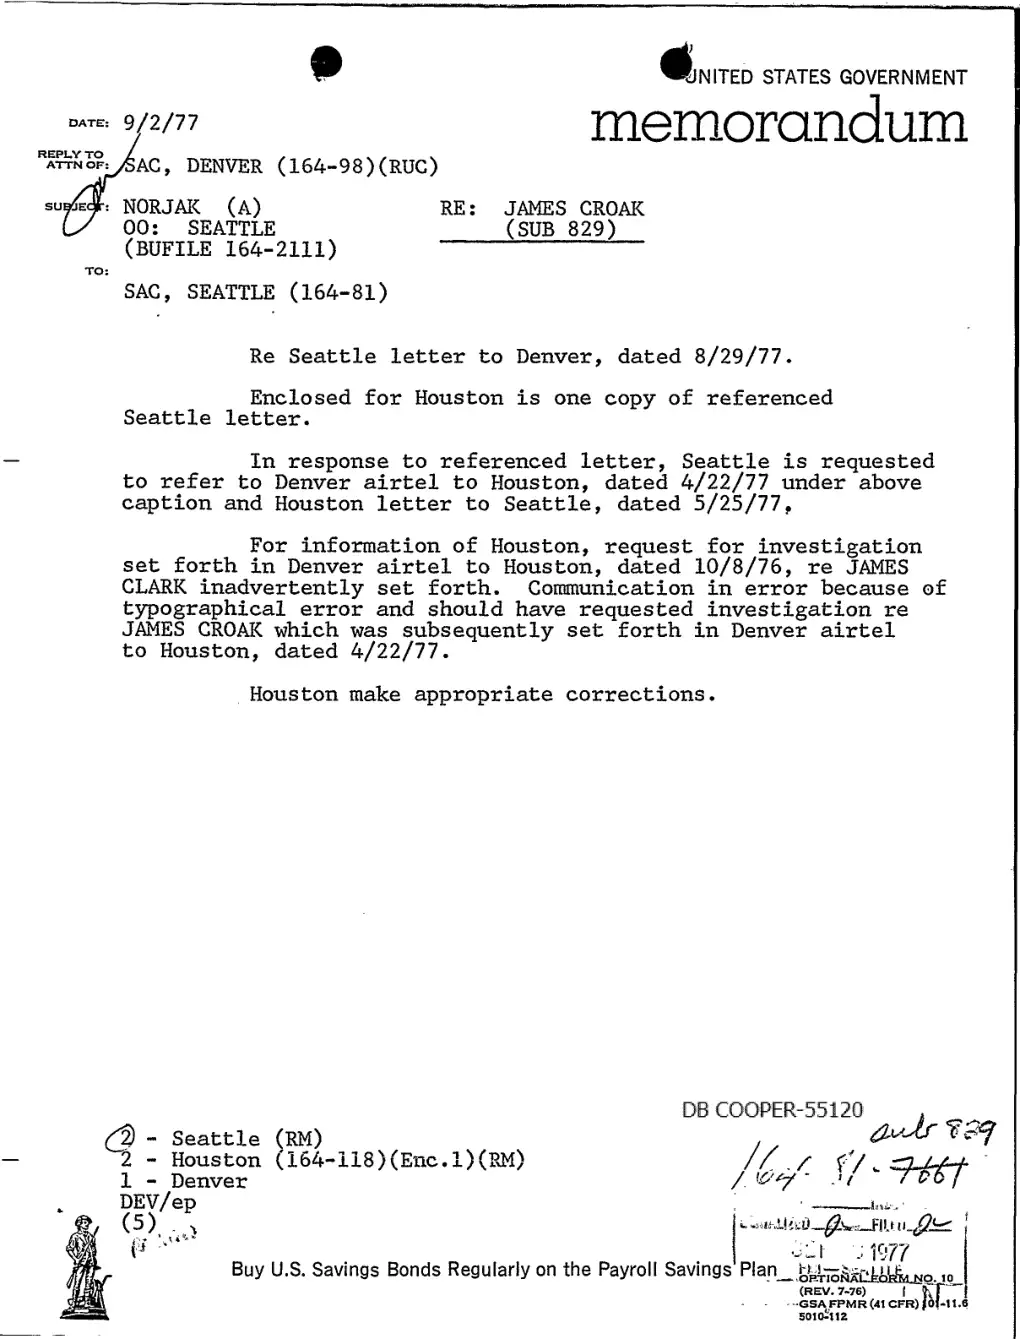 UNITED STATES GOVERNMENT
memorandum
DATE: 9/2/77
REPLY TO
ATTN OF: SAC, DENVER (164-98)(RUC)
SUBJECT: NORJAK (A) RE: JAMES CROAK
OO: SEATTLE (SUB 829)
(BUFILE 164-2111)
TO:
SAC, SEATTLE (164-81)
Re Seattle letter to Denver, dated 8/29/77.
Enclosed for Houston is one copy of referenced
Seattle letter.
In response to referenced letter, Seattle is requested
to refer to Denver airtel to Houston, dated 4/22/77 under above
caption and Houston letter to Seattle, dated 5/25/77,
For information of Houston, request for investigation
set forth in Denver airtel to Houston, dated 10/8/76, re JAMES
CLARK inadvertently set forth. Communication in error because of
typographical error and should have requested investigation re
JAMES CROAK which was subsequently set forth in Denver airtel
to Houston, dated 4/22/77.
Houston make appropriate corrections.
DB COOPER-55120
sub 829
164-81-7661
2 - Seattle (RM)
2 - Houston (164-118)(Enc.1)(RM)
1 - Denver
DEV/ep
(5)
FILED
1977
Buy U.S. Savings Bonds Regularly on the Payroll Savings Plan
OPTIONAL FORM NO. 10
(REV. 7-76)
GSA FPMR (41 CFR) 101-11.6
5010-112